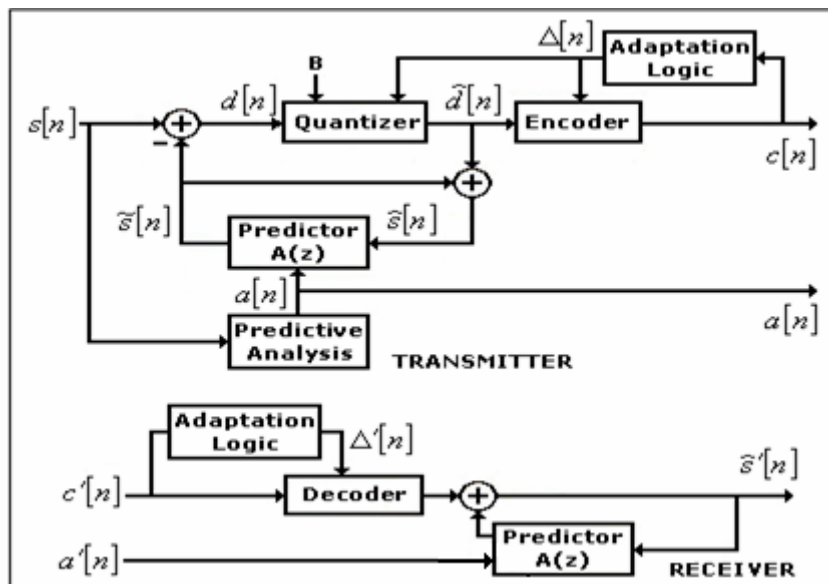 Δ[n]
Adaptation
Logic
B
d[n]
d̂[n]
s[n]
+
Quantizer
Encoder
−
c[n]
+
s̃[n]
ŝ[n]
Predictor
A(z)
a[n]
a[n]
Predictive
Analysis
TRANSMITTER
Adaptation
Logic
Δ'[n]
ŝ'[n]
c'[n]
Decoder
+
Predictor
A(z)
a'[n]
RECEIVER